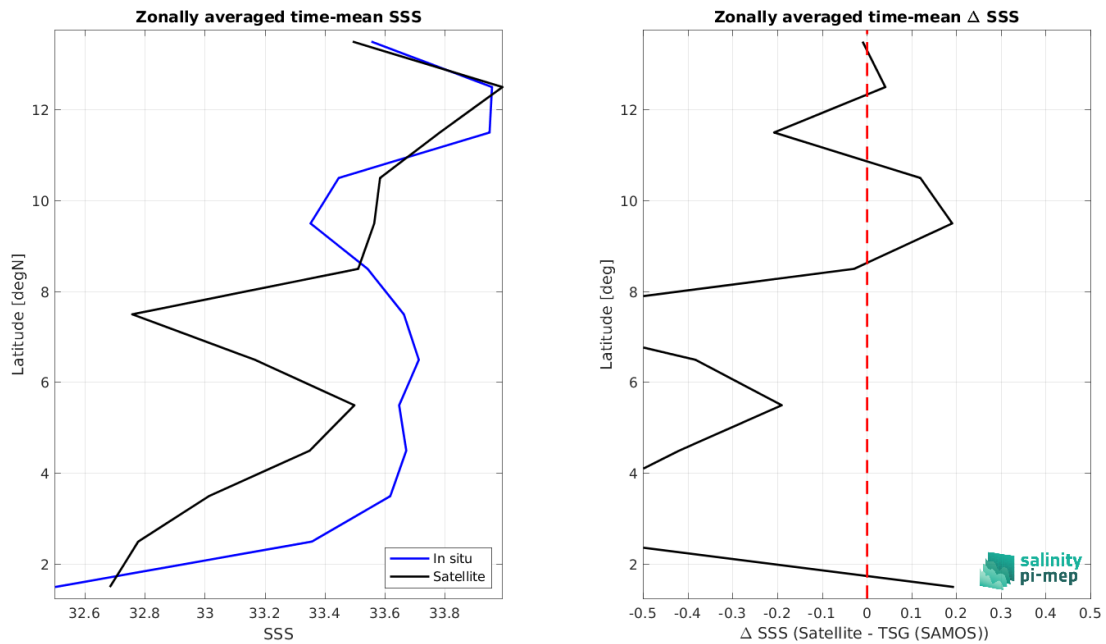 Zonally averaged time-mean SSS
Latitude [degN]
12
10
8
6
4
2
32.6 32.8 33 33.2 33.4 33.6 33.8
SSS
In situ
Satellite
Zonally averaged time-mean Δ SSS
Latitude [deg]
12
10
8
6
4
2
-0.5 -0.4 -0.3 -0.2 -0.1 0 0.1 0.2 0.3 0.4 0.5
Δ SSS (Satellite - TSG (SAMOS))
salinity
pi-mep